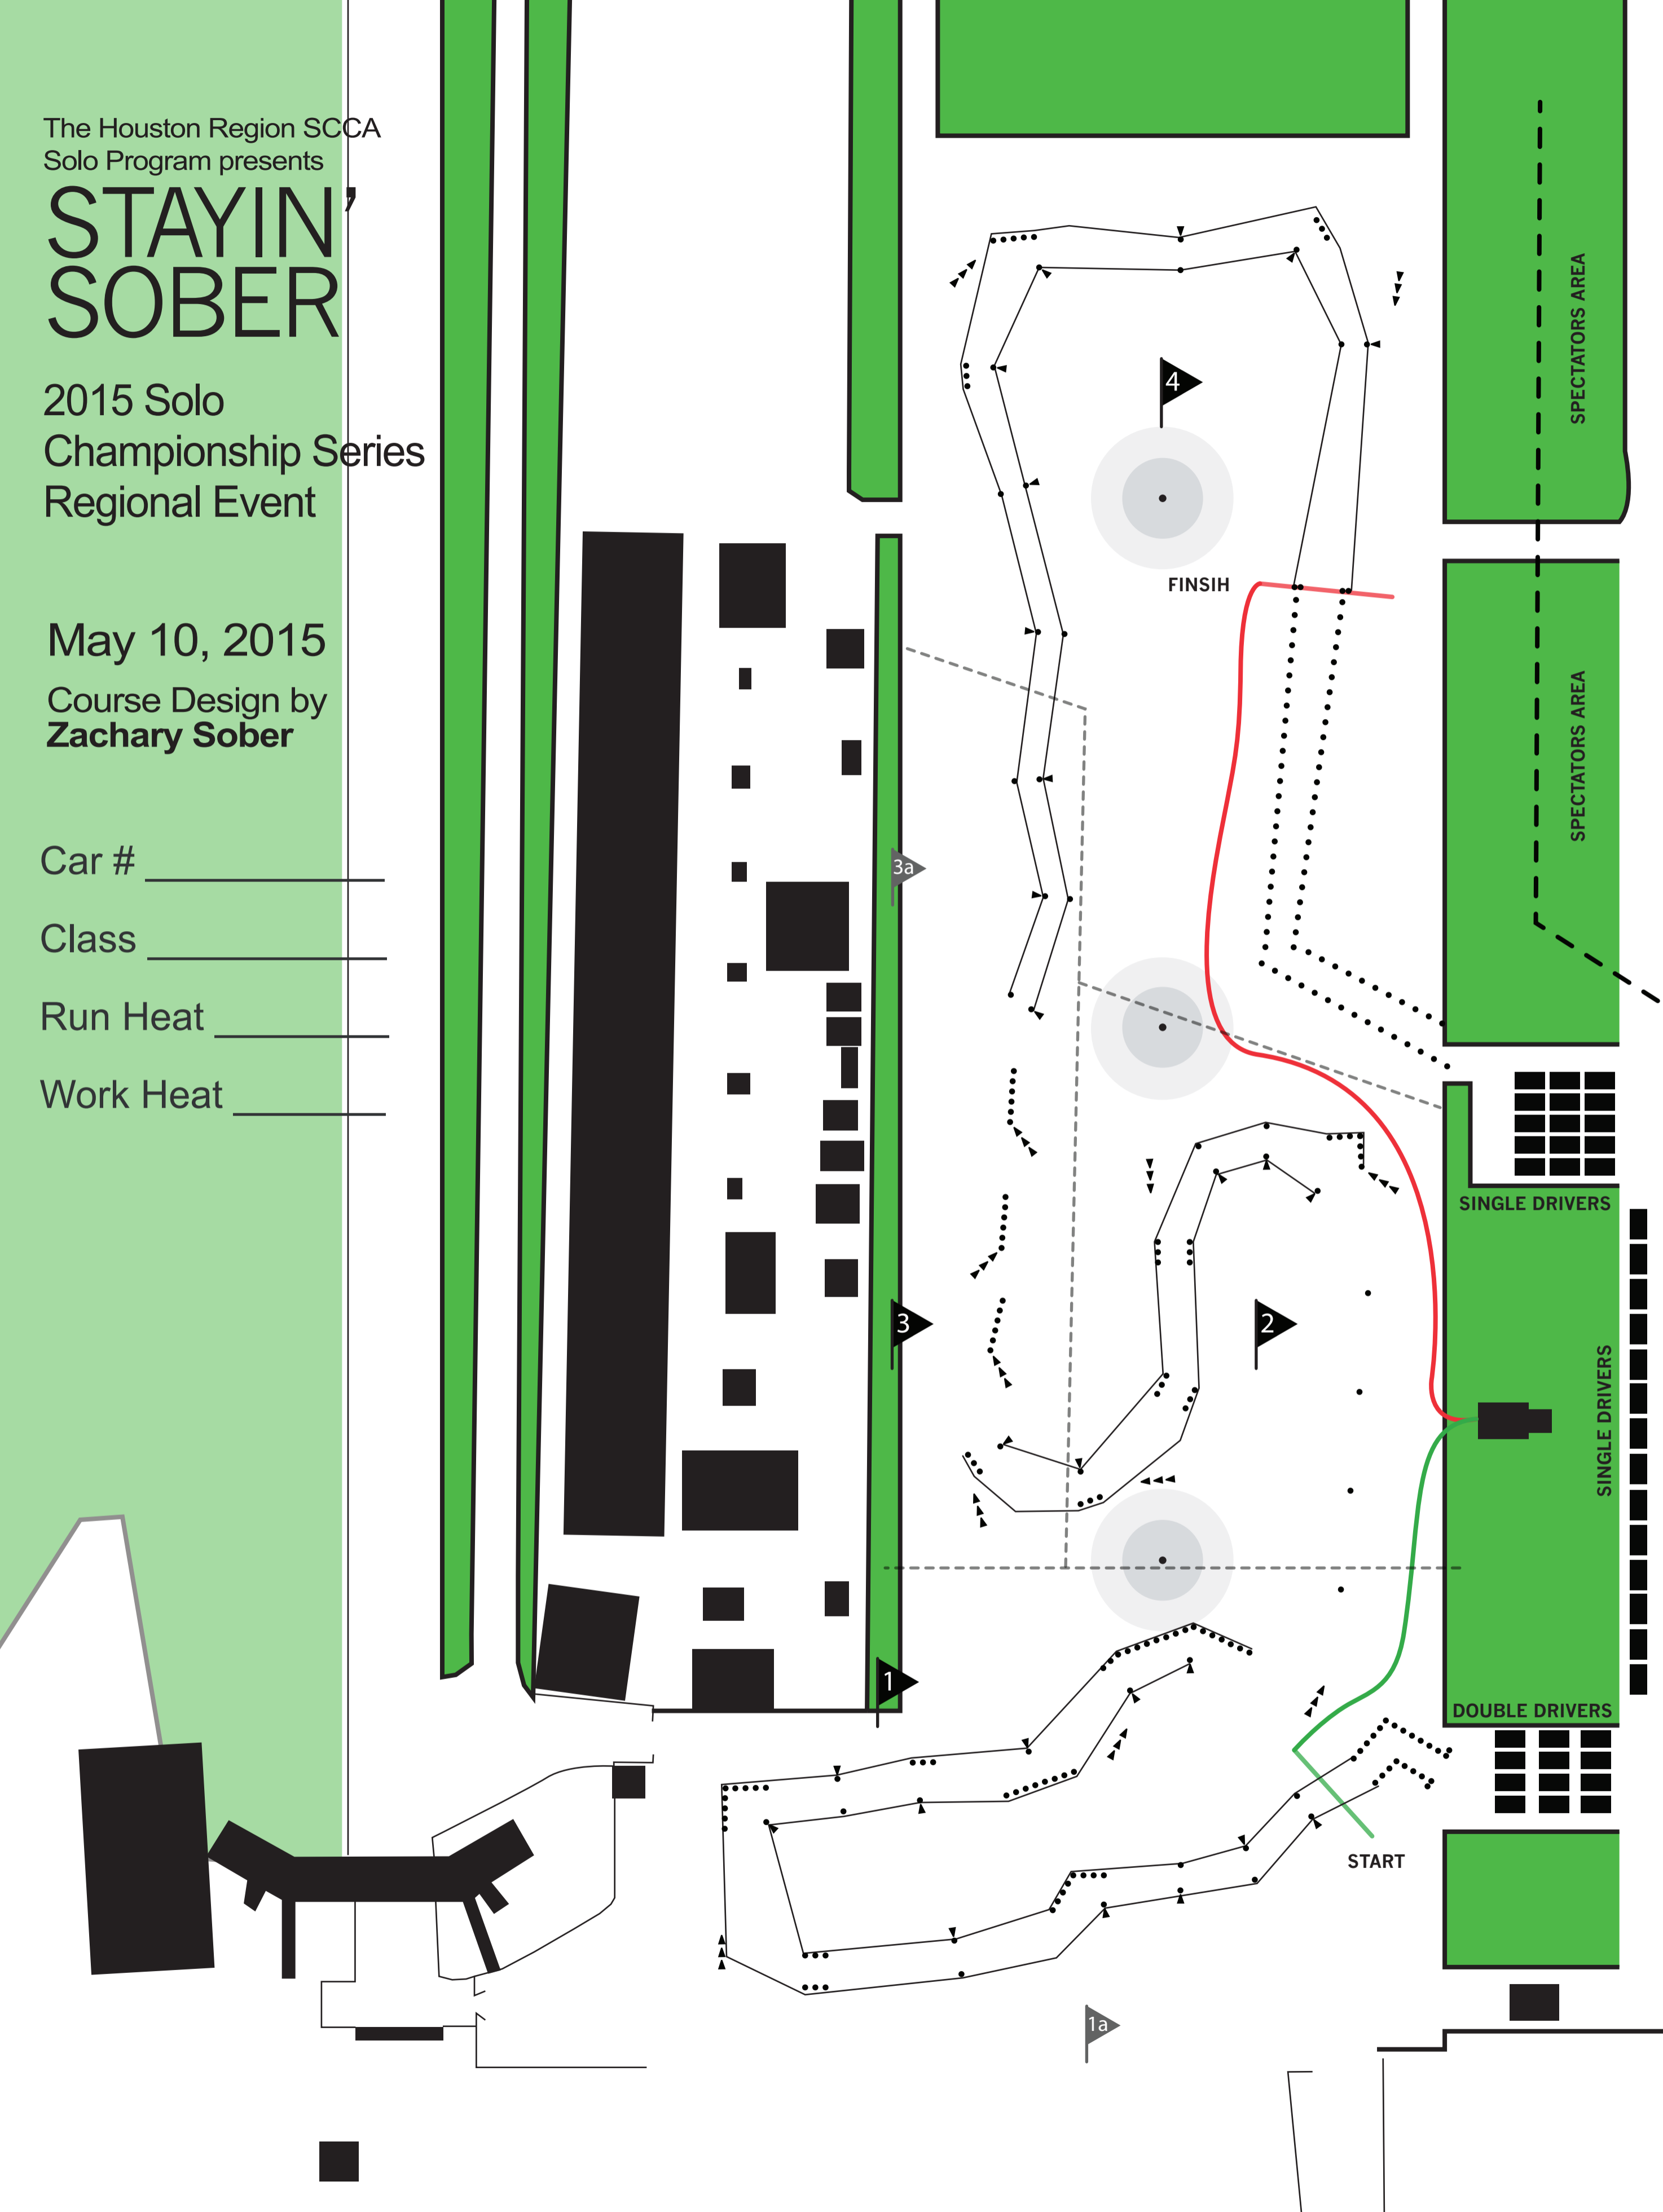 The Houston Region SCCA
Solo Program presents
STAYIN’
SOBER
2015 Solo
Championship Series
Regional Event
May 10, 2015
Course Design by
Zachary Sober
Car #
Class
Run Heat
Work Heat
SPECTATORS AREA
4
FINSIH
SPECTATORS AREA
3a
SINGLE DRIVERS
3
2
SINGLE DRIVERS
1
DOUBLE DRIVERS
START
1a